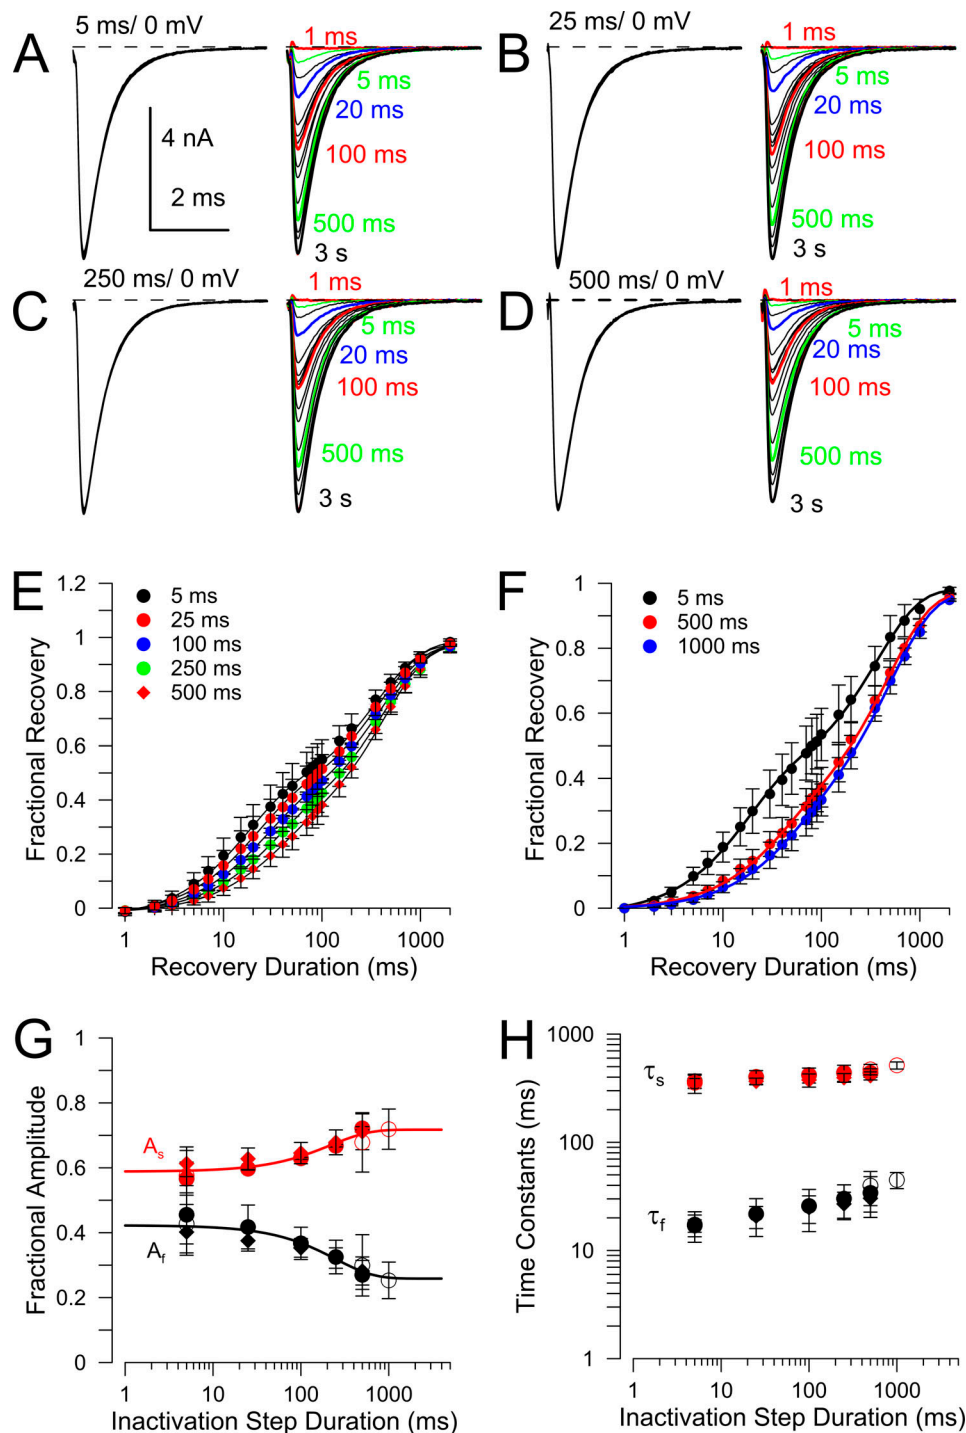 A
5 ms/ 0 mV
1 ms
5 ms
20 ms
100 ms
500 ms
3 s
4 nA
2 ms
B
25 ms/ 0 mV
1 ms
5 ms
20 ms
100 ms
500 ms
3 s
C
250 ms/ 0 mV
1 ms
5 ms
20 ms
100 ms
500 ms
3 s
D
500 ms/ 0 mV
1 ms
5 ms
20 ms
100 ms
500 ms
3 s
E
Fractional Recovery
1.2
1
0.8
0.6
0.4
0.2
0
5 ms
25 ms
100 ms
250 ms
500 ms
1 10 100 1000
Recovery Duration (ms)
F
Fractional Recovery
1
0.8
0.6
0.4
0.2
0
5 ms
500 ms
1000 ms
1 10 100 1000
Recovery Duration (ms)
G
Fractional Amplitude
1
0.8
0.6
0.4
0.2
0
As
Af
1 10 100 1000
Inactivation Step Duration (ms)
H
Time Constants (ms)
1000
100
10
1
τs
τf
1 10 100 1000
Inactivation Step Duration (ms)